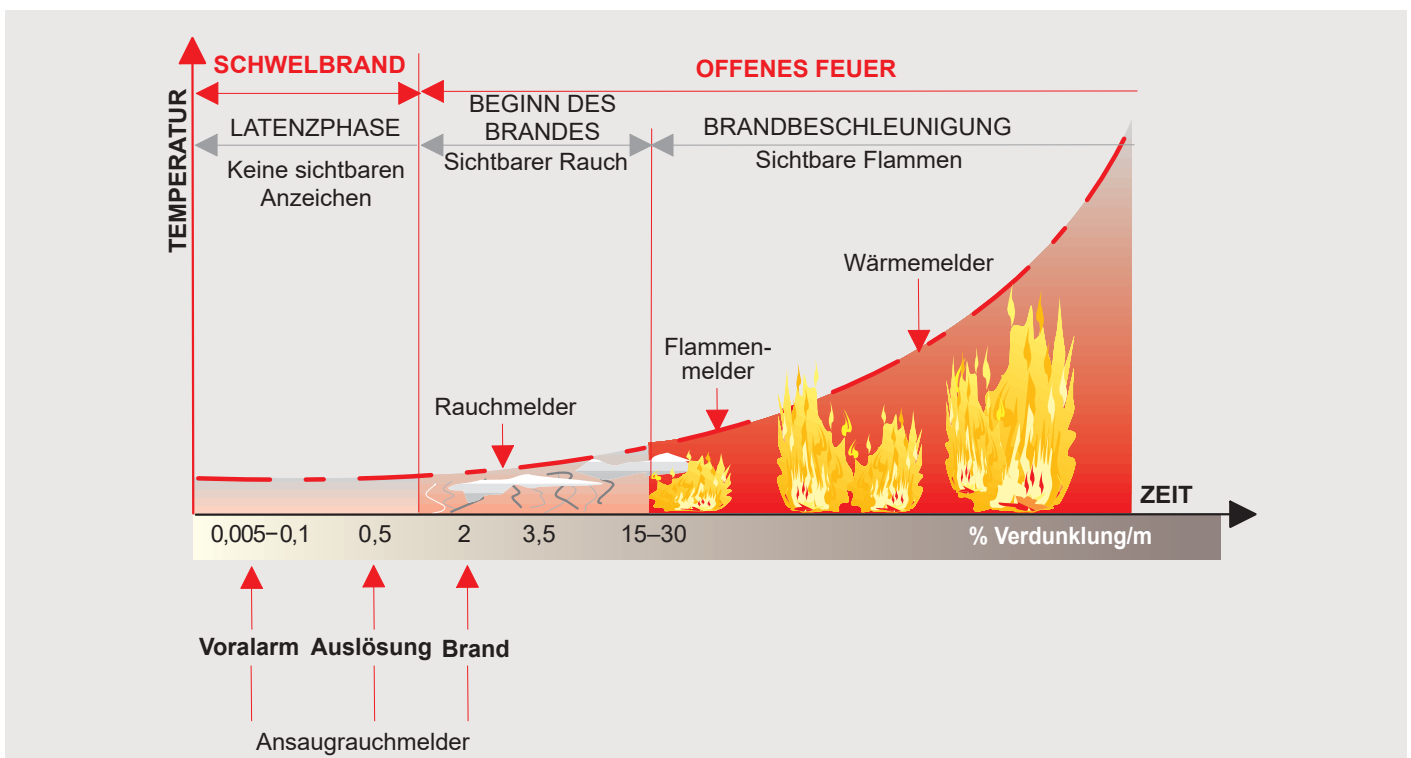 SCHWELBRAND
OFFENES FEUER
TEMPERATUR
LATENZPHASE
Keine sichtbaren
Anzeichen
BEGINN DES
BRANDES
Sichtbarer Rauch
BRANDBESCHLEUNIGUNG
Sichtbare Flammen
Wärmemelder
Flammen-
melder
Rauchmelder
ZEIT
0,005–0,1 0,5 2 3,5 15–30 % Verdunklung/m
Voralarm Auslösung Brand
Ansaugrauchmelder